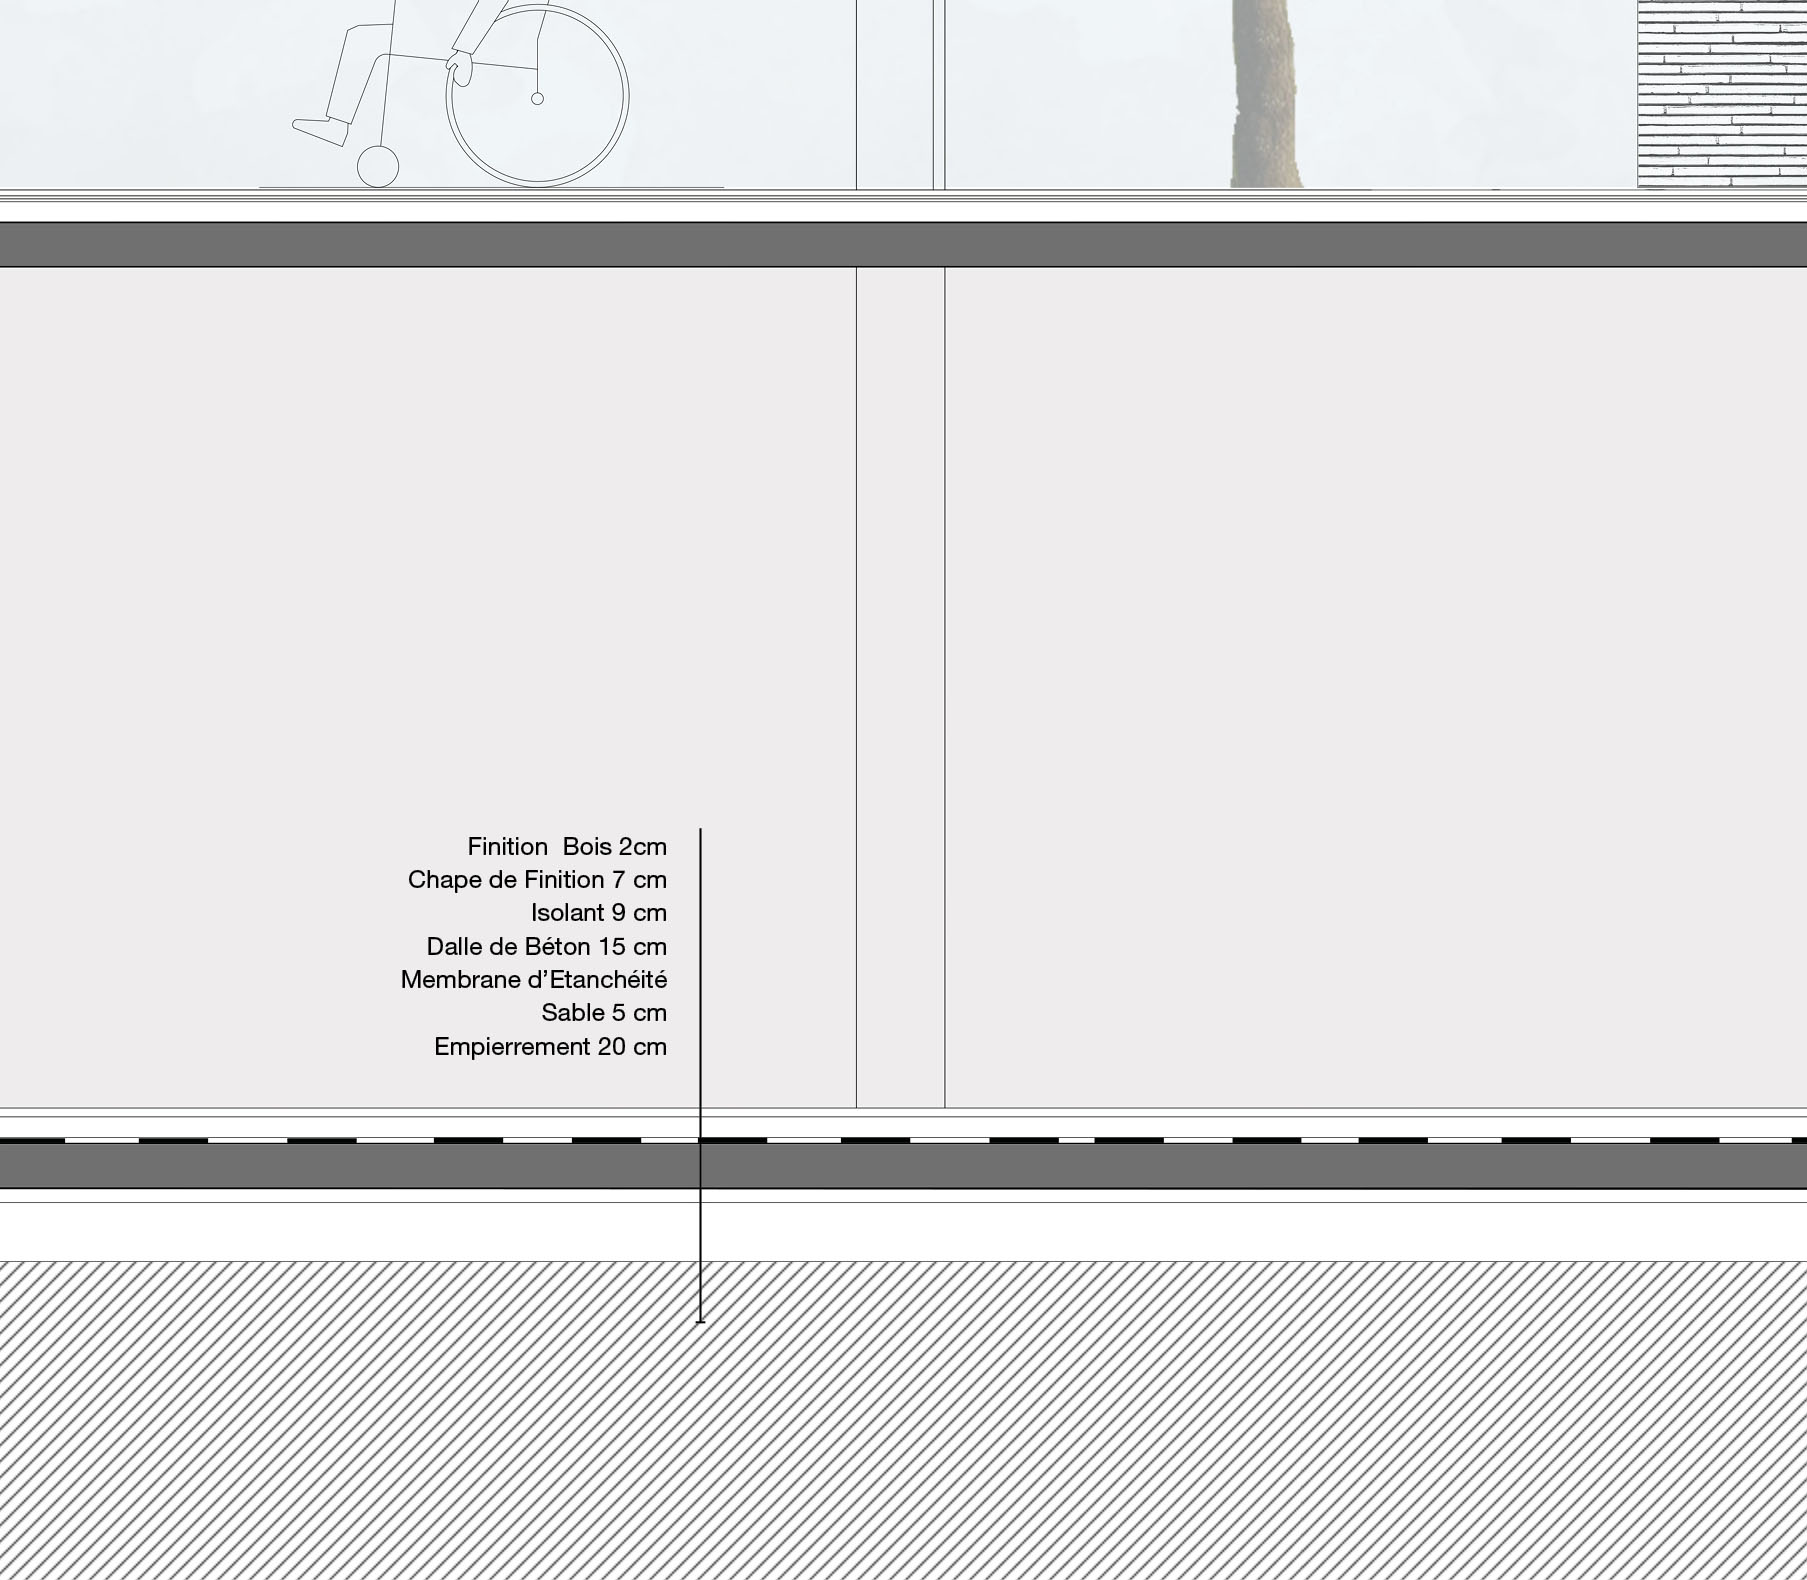 Finition  Bois 2cm
Chape de Finition 7 cm
Isolant 9 cm
Dalle de Béton 15 cm
Membrane d’Etanchéité
Sable 5 cm
Empierrement 20 cm